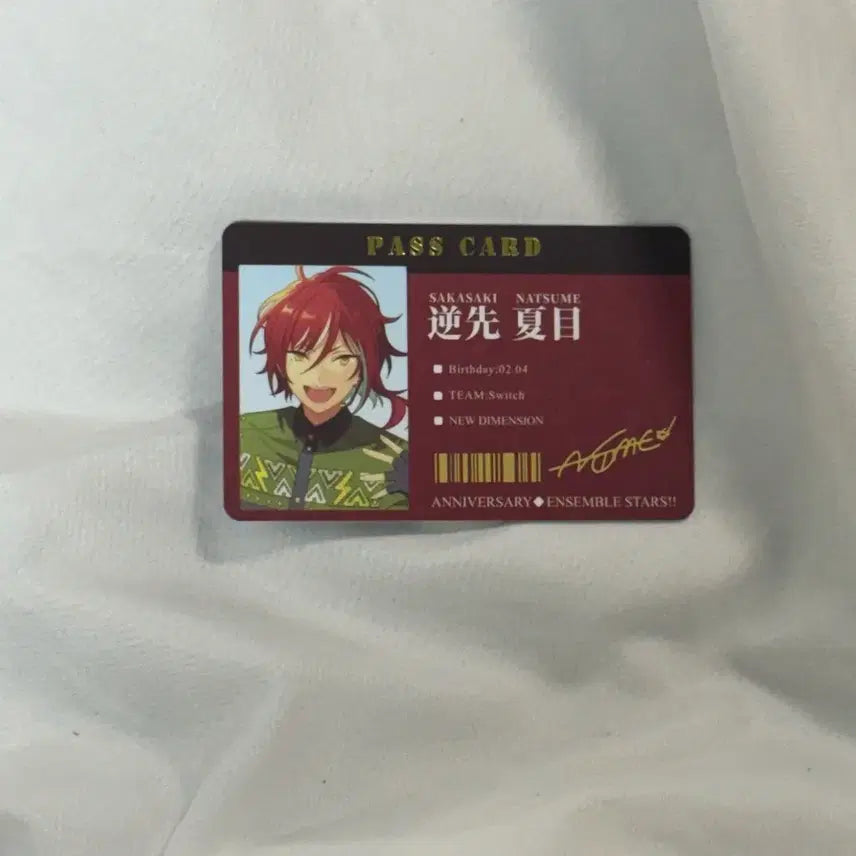 PASS CARD
SAKASAKI NATSUME
逆先 夏目
Birthday:02.04
TEAM:Switch
NEW DIMENSION
ANNIVERSARY◆ENSEMBLE STARS!!